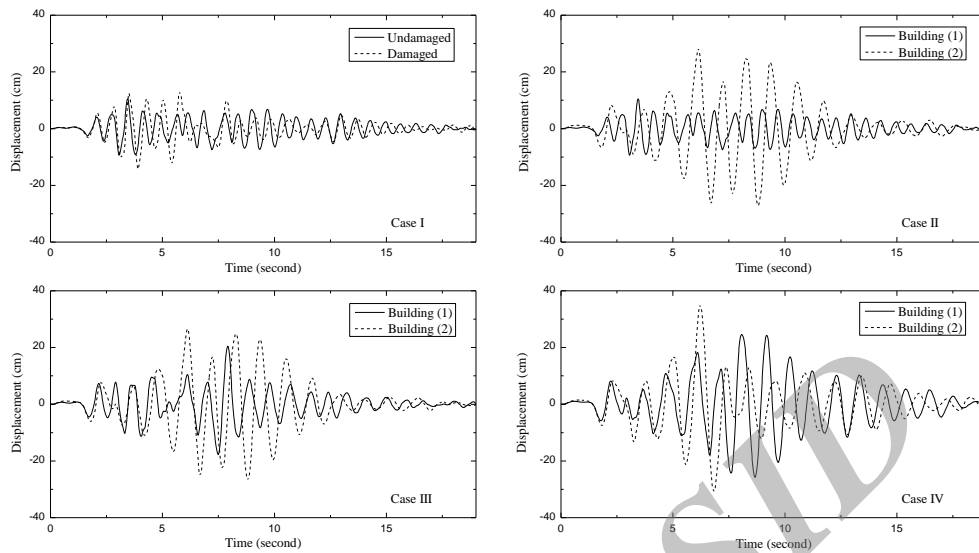 40
20
0
-20
-40
Displacement (cm)
Undamaged
Damaged
Case I
0
5
10
15
Time (second)
40
20
0
-20
-40
Displacement (cm)
Building (1)
Building (2)
Case II
0
5
10
15
Time (second)
40
20
0
-20
-40
Displacement (cm)
Building (1)
Building (2)
Case III
0
5
10
15
Time (second)
40
20
0
-20
-40
Displacement (cm)
Building (1)
Building (2)
Case IV
0
5
10
15
Time (second)
SID